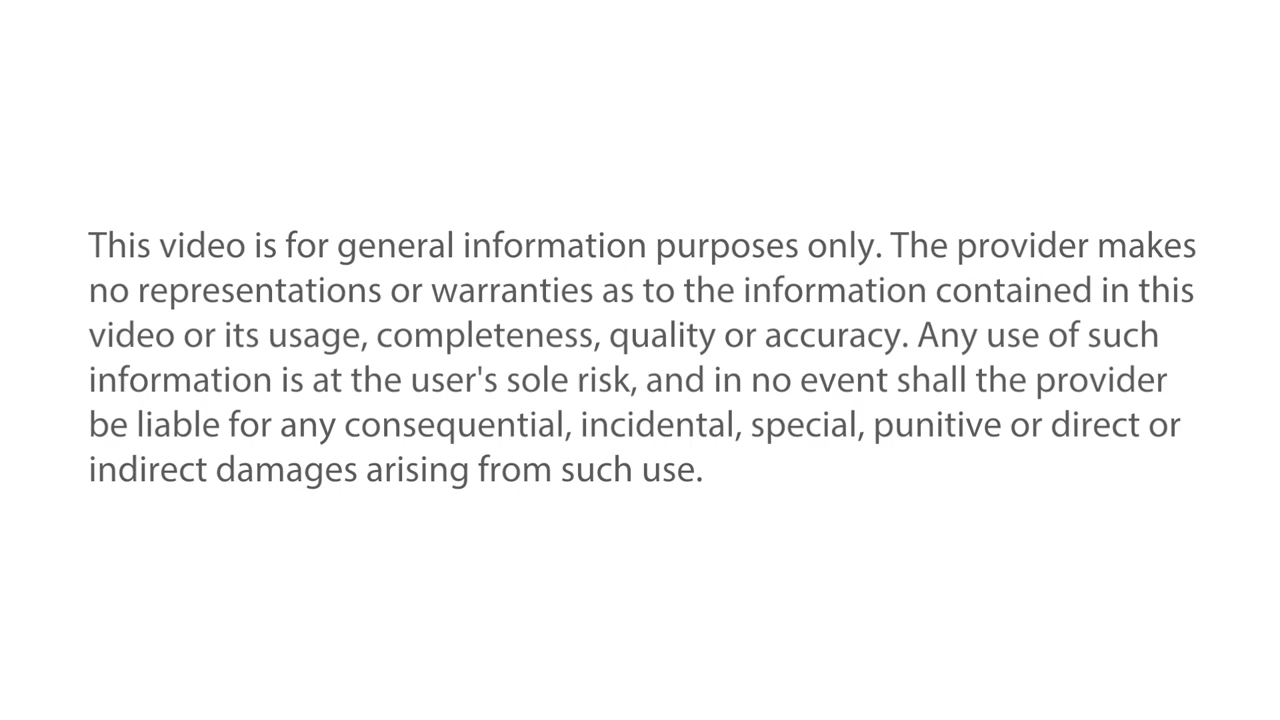 This video is for general information purposes only. The provider makes
no representations or warranties as to the information contained in this
video or its usage, completeness, quality or accuracy. Any use of such
information is at the user's sole risk, and in no event shall the provider
be liable for any consequential, incidental, special, punitive or direct or
indirect damages arising from such use.